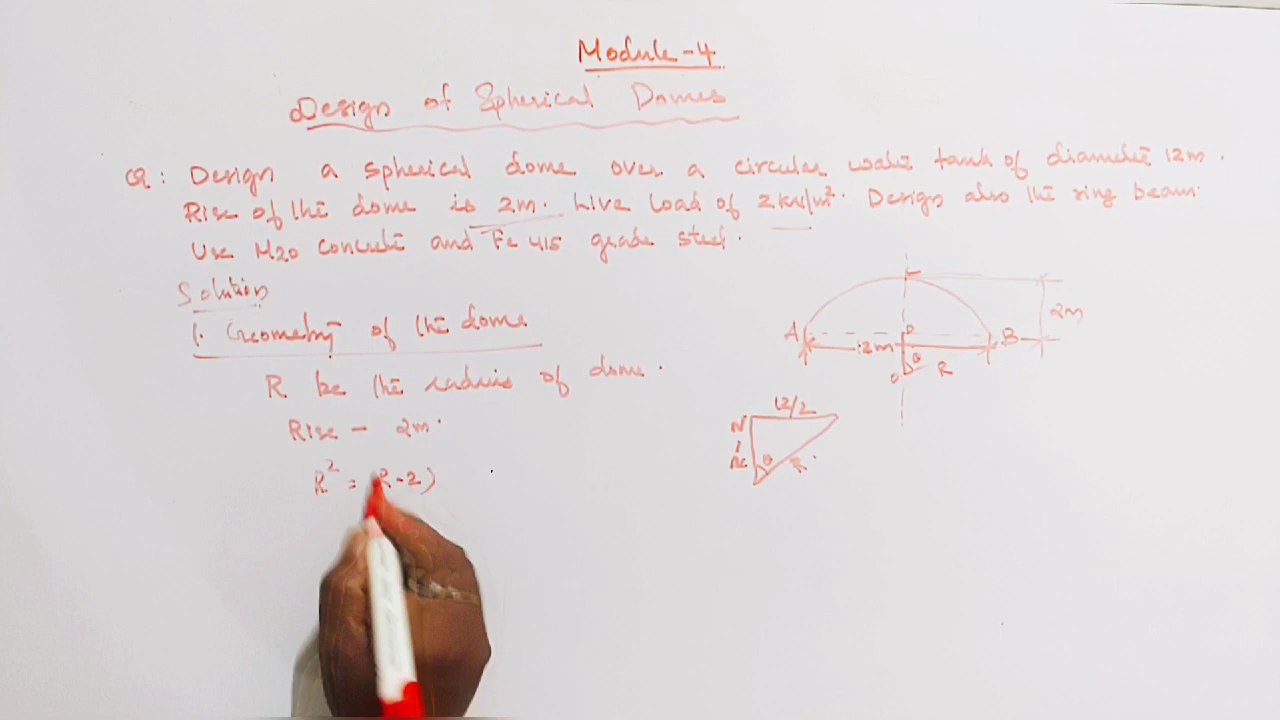 Module-4
Design of Spherical Domes
Q: Design a spherical dome over a circular water tank of diameter 12m.
Rise of the dome is 2m. Live load of 2kN/m². Design also the ring beam.
Use M20 concrete and Fe 415 grade steel.
Solution
1. Geometry of the dome
R be the radius of dome.
Rise - 2m.
R² = (R-2)
A
12m
B
2m
θ
R
O
12/2
θ
R